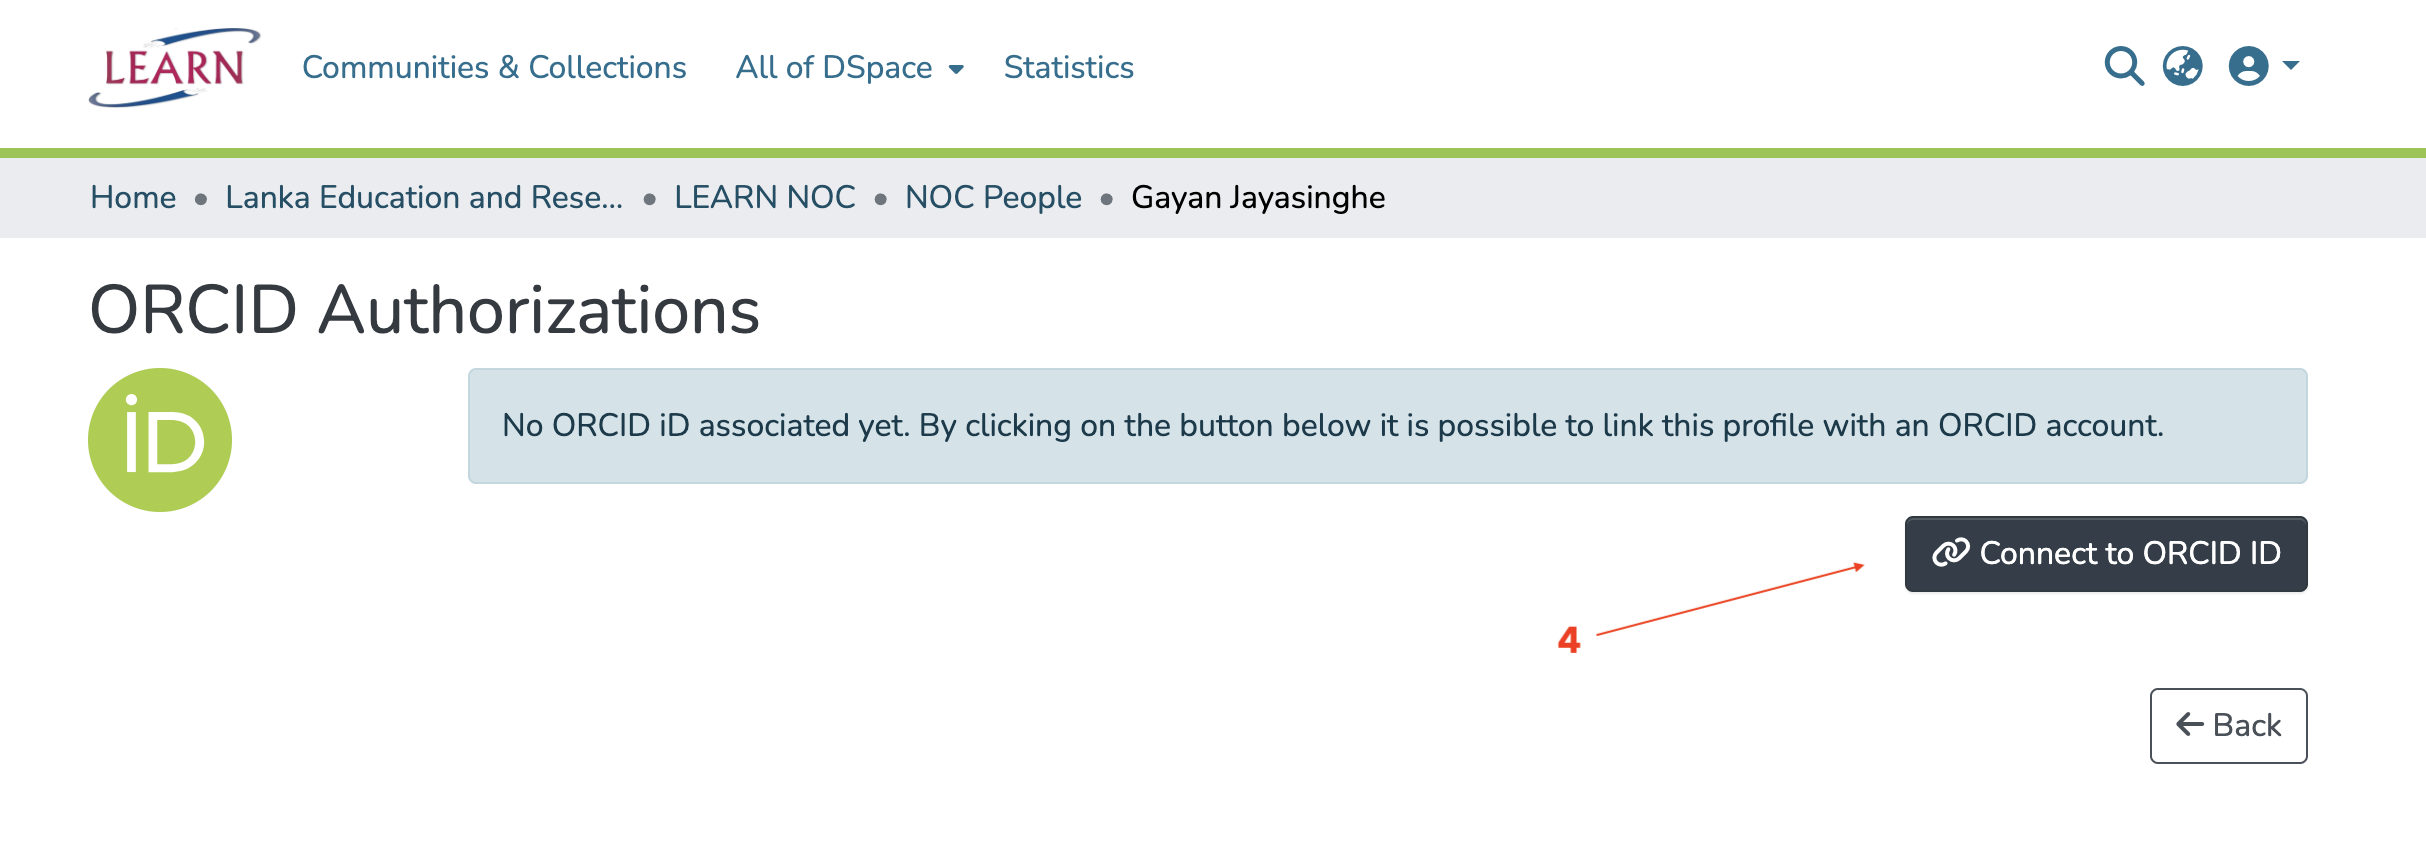 LEARN
Communities & Collections
All of DSpace
Statistics
Home • Lanka Education and Rese... • LEARN NOC • NOC People • Gayan Jayasinghe
ORCID Authorizations
iD
No ORCID iD associated yet. By clicking on the button below it is possible to link this profile with an ORCID account.
Connect to ORCID ID
4
Back